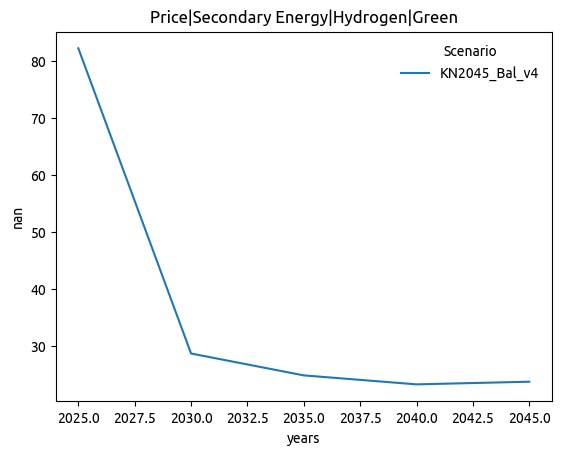 Price|Secondary Energy|Hydrogen|Green
Scenario
KN2045_Bal_v4
80
70
60
50
40
30
nan
2025.0 2027.5 2030.0 2032.5 2035.0 2037.5 2040.0 2042.5 2045.0
years